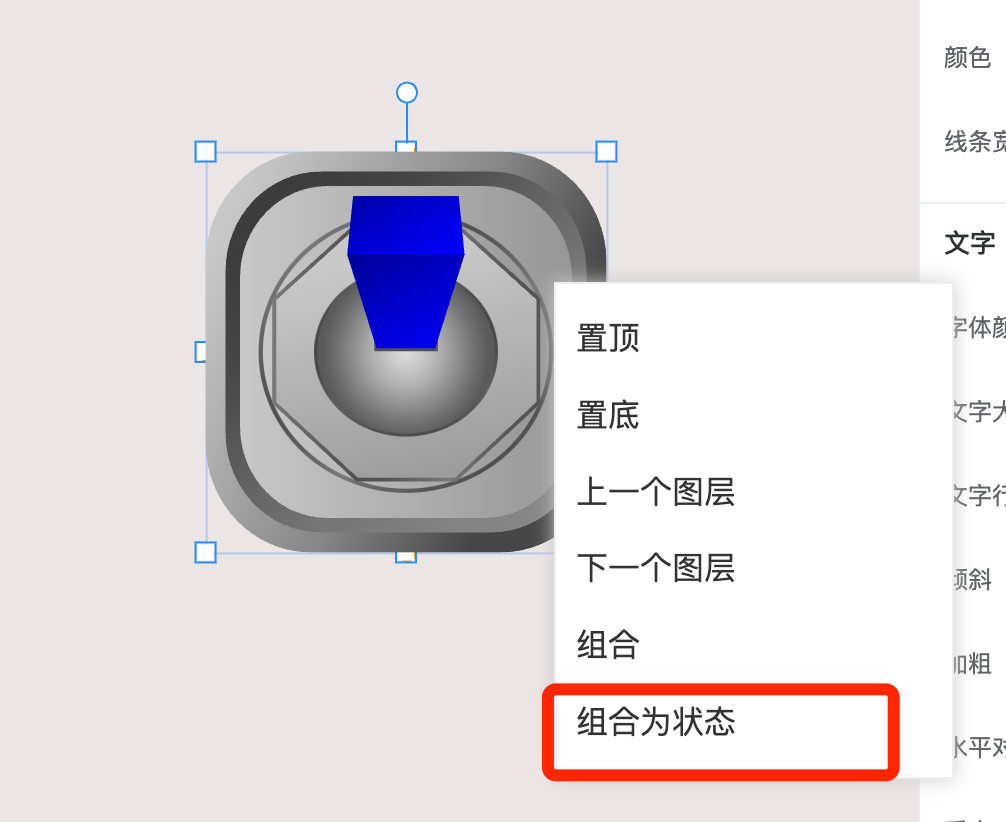 颜色
线条宽
文字
字体颜
文字大
文字行
倾斜
加粗
水平对
置顶
置底
上一个图层
下一个图层
组合
组合为状态